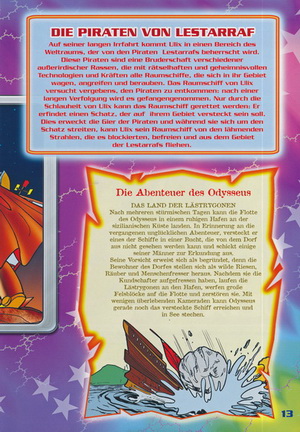 DIE PIRATEN VON LESTARRAF
Auf seiner langen Irrfahrt kommt Ulix in einen Bereich des
Weltraums, der von den Piraten Lestarrafs beherrscht wird.
Diese Piraten sind eine Bruderschaft verschiedener
außerirdischer Rassen, die mit rätselhaften und geheimnisvollen
Technologien und Kräften alle Raumschiffe, die sich in ihr Gebiet
wagen, angreifen und berauben. Das Raumschiff von Ulix,
versucht vergebens, den Piraten zu entkommen: nach einer
langen Verfolgung wird es gefangengenommen. Nur durch die
Schlauheit von Ulix kann das Raumschiff gerettet werden: Er
erfindet einen Schatz, der auf ihrem Gebiet versteckt sein soll.
Dies erweckt die Gier der Piraten und während sie sich um den
Schatz streiten, kann Ulix sein Raumschiff von den lähmenden
Strahlen, die es blockierten, befreien und aus dem Gebiet
der Lestarrafs fliehen.
Die Abenteuer des Odysseus
DAS LAND DER LÄSTRYGONEN
Nach mehreren stürmischen Tagen kann die Flotte
des Odysseus in einem ruhigen Hafen an der
sizilianischen Küste landen. In Erinnerung an die
vergangenen unglücklichen Abenteuer, versteckt er
eines der Schiffe in einer Bucht, die von dem Dorf
aus nicht gesehen werden kann und schickt einige
seiner Männer zur Erkundung aus.
Seine Vorsicht erweist sich als begründet, denn die
Bewohner des Dorfes stellen sich als wilde Riesen,
Räuber und Menschenfresser heraus. Nachdem sie die
Kundschafter aufgefressen haben, laufen die
Lästrygonen an den Hafen, werfen große
Felsblöcke auf die Flotte und zerstören sie. Mit
wenigen überlebenden Kameraden kann Odysseus
gerade noch das versteckte Schiff erreichen und
in See stechen.
13